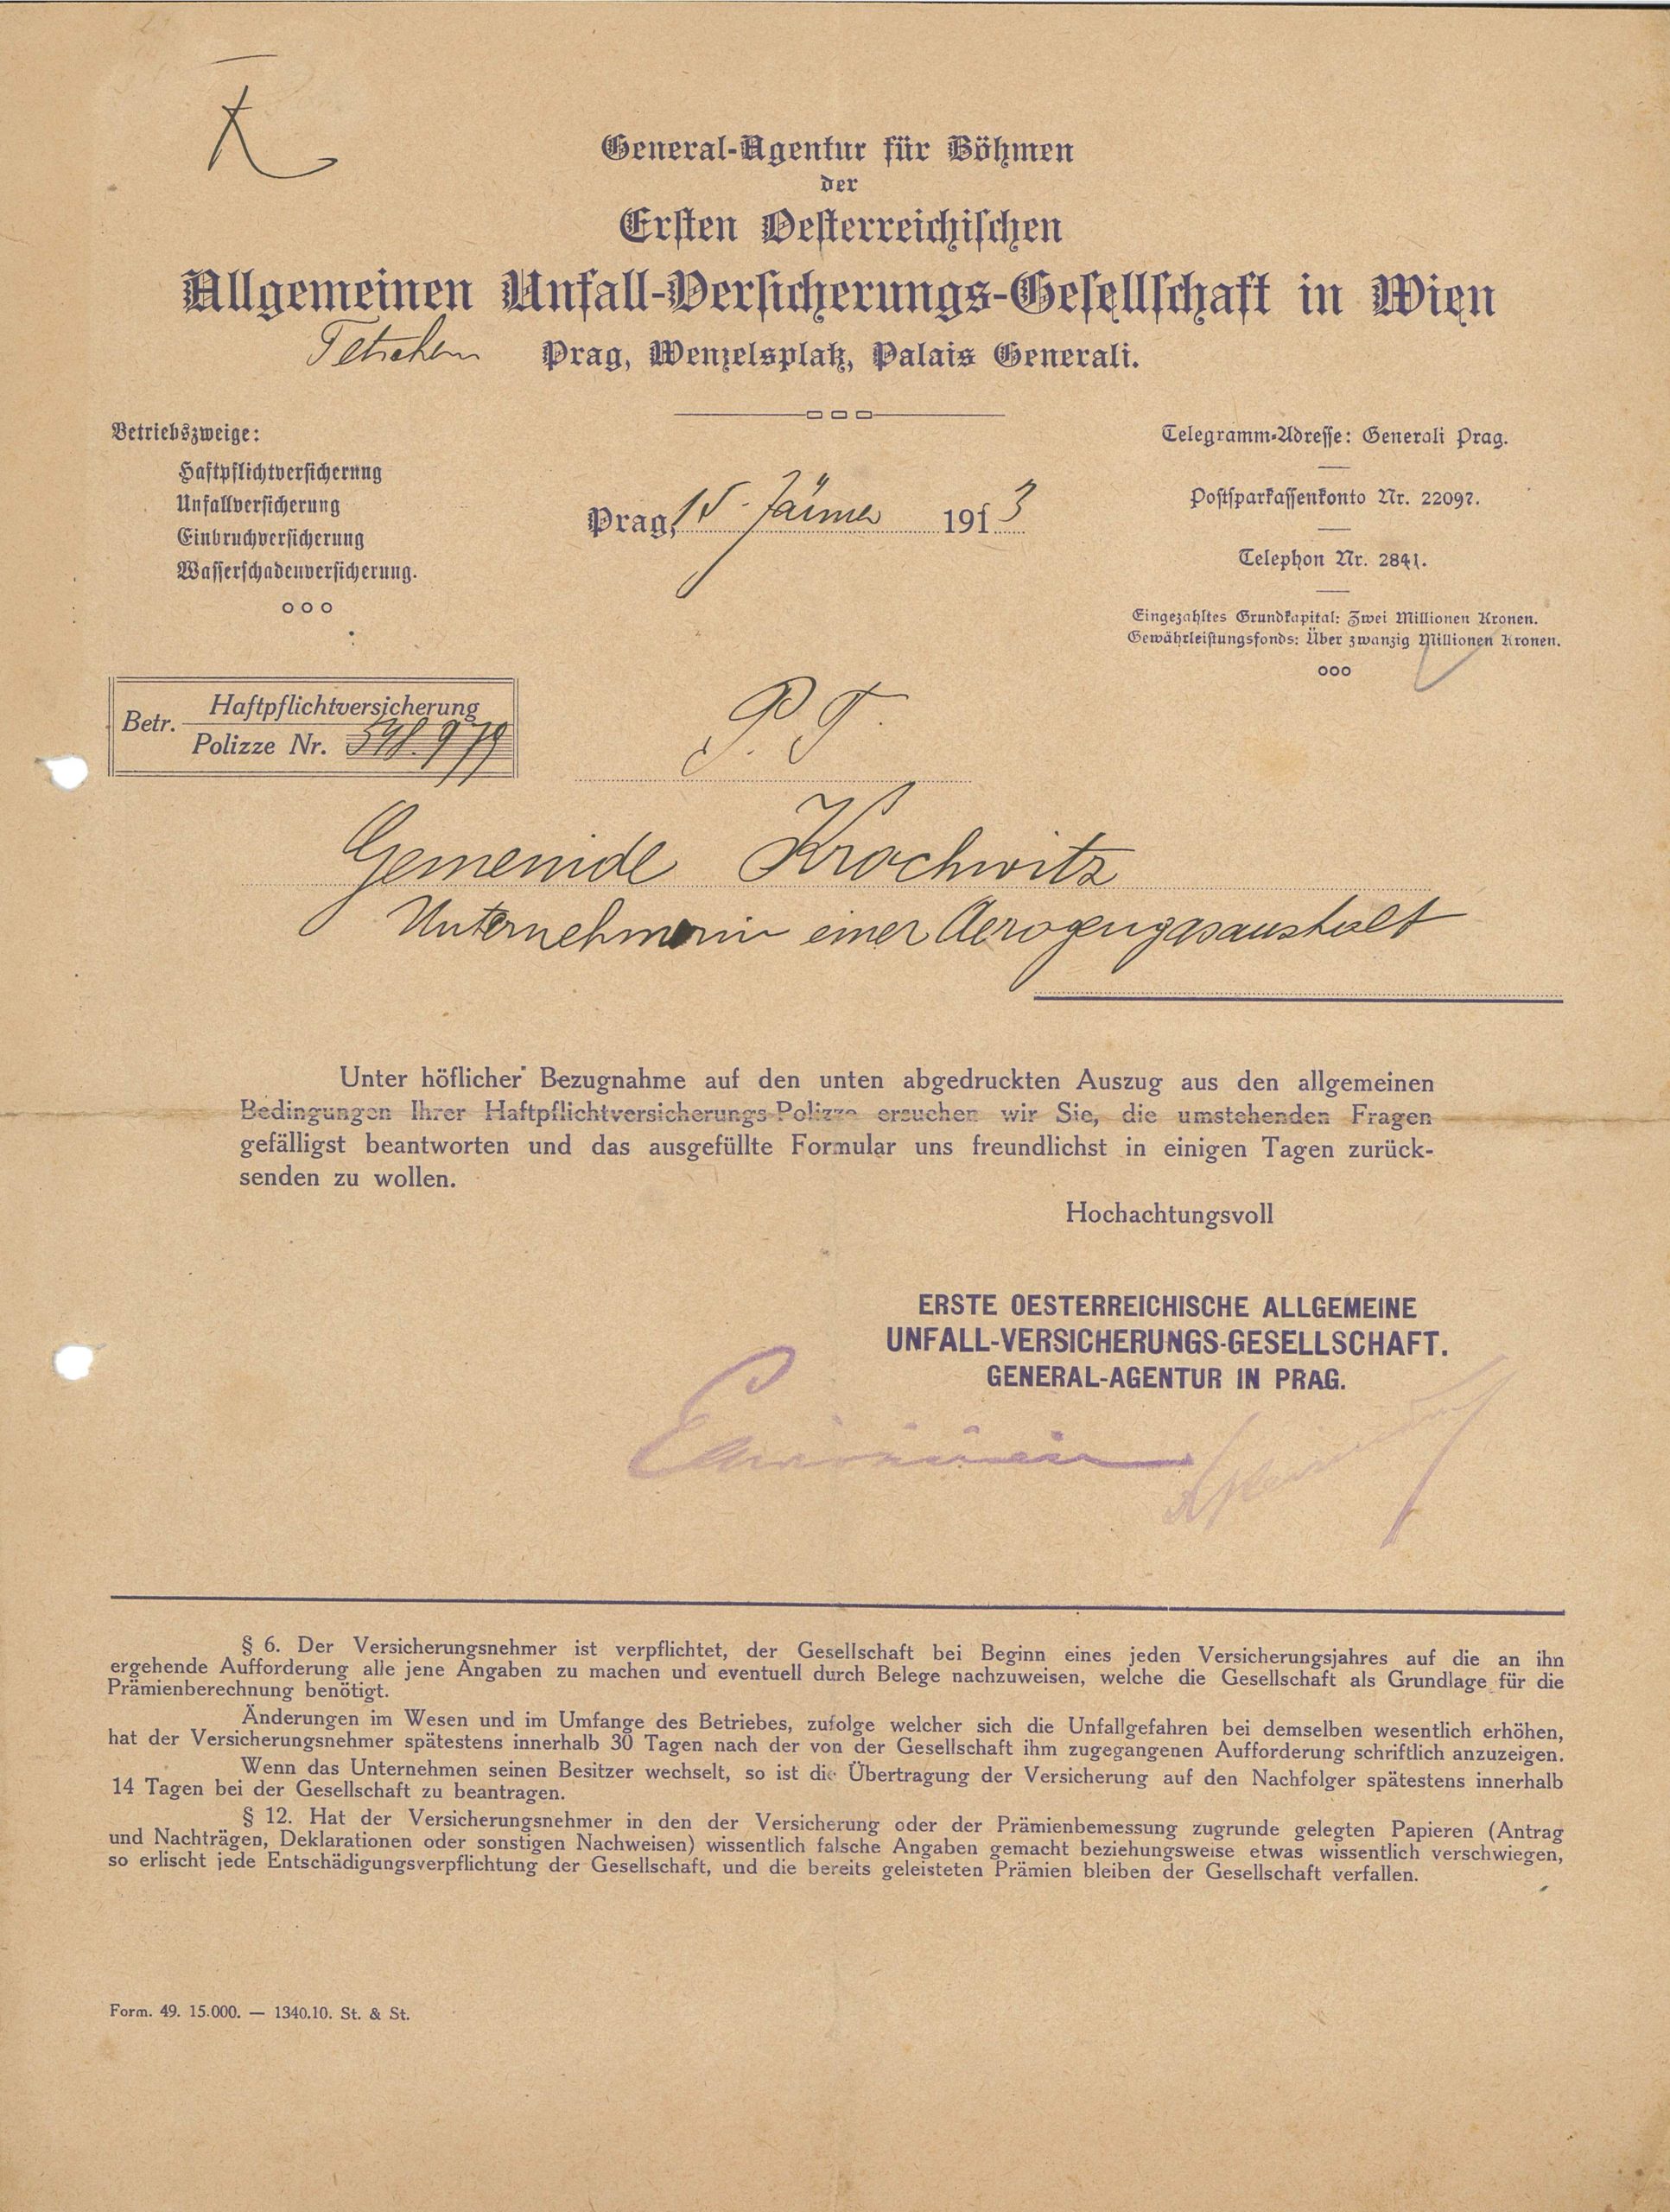 General-Agentur für Böhmen
der
Ersten Oesterreichischen
Allgemeinen Unfall-Versicherungs-Gesellschaft in Wien
Tetschen Prag, Wenzelsplatz, Palais Generali.
Betriebszweige:
Haftpflichtversicherung
Unfallversicherung
Einbruchversicherung
Wasserschadenversicherung.
Prag, 15. Jänner 1913
Telegramm-Adresse: Generali Prag.
Postsparkassenkonto Nr. 22097.
Telephon Nr. 2841.
Eingezahltes Grundkapital: Zwei Millionen Kronen.
Gewährleistungsfonds: Über zwanzig Millionen Kronen.
Betr. Haftpflichtversicherung
Polizze Nr. 548.979
P. T.
Gemeinde Krochwitz
Unternehmerin einer Aerogengasanstalt
Unter höflicher Bezugnahme auf den unten abgedruckten Auszug aus den allgemeinen
Bedingungen Ihrer Haftpflichtversicherungs-Polizze ersuchen wir Sie, die umstehenden Fragen
gefälligst beantworten und das ausgefüllte Formular uns freundlichst in einigen Tagen zurück-
senden zu wollen.
Hochachtungsvoll
ERSTE OESTERREICHISCHE ALLGEMEINE
UNFALL-VERSICHERUNGS-GESELLSCHAFT.
GENERAL-AGENTUR IN PRAG.
§ 6. Der Versicherungsnehmer ist verpflichtet, der Gesellschaft bei Beginn eines jeden Versicherungsjahres auf die an ihn
ergehende Aufforderung alle jene Angaben zu machen und eventuell durch Belege nachzuweisen, welche die Gesellschaft als Grundlage für die
Prämienberechnung benötigt.
Änderungen im Wesen und im Umfange des Betriebes, zufolge welcher sich die Unfallgefahren bei demselben wesentlich erhöhen,
hat der Versicherungsnehmer spätestens innerhalb 30 Tagen nach der von der Gesellschaft ihm zugegangenen Aufforderung schriftlich anzuzeigen.
Wenn das Unternehmen seinen Besitzer wechselt, so ist die Übertragung der Versicherung auf den Nachfolger spätestens innerhalb
14 Tagen bei der Gesellschaft zu beantragen.
§ 12. Hat der Versicherungsnehmer in den der Versicherung oder der Prämienbemessung zugrunde gelegten Papieren (Antrag
und Nachträgen, Deklarationen oder sonstigen Nachweisen) wissentlich falsche Angaben gemacht beziehungsweise etwas wissentlich verschwiegen,
so erlischt jede Entschädigungsverpflichtung der Gesellschaft, und die bereits geleisteten Prämien bleiben der Gesellschaft verfallen.
Form. 49. 15.000. — 1340.10. St. & St.